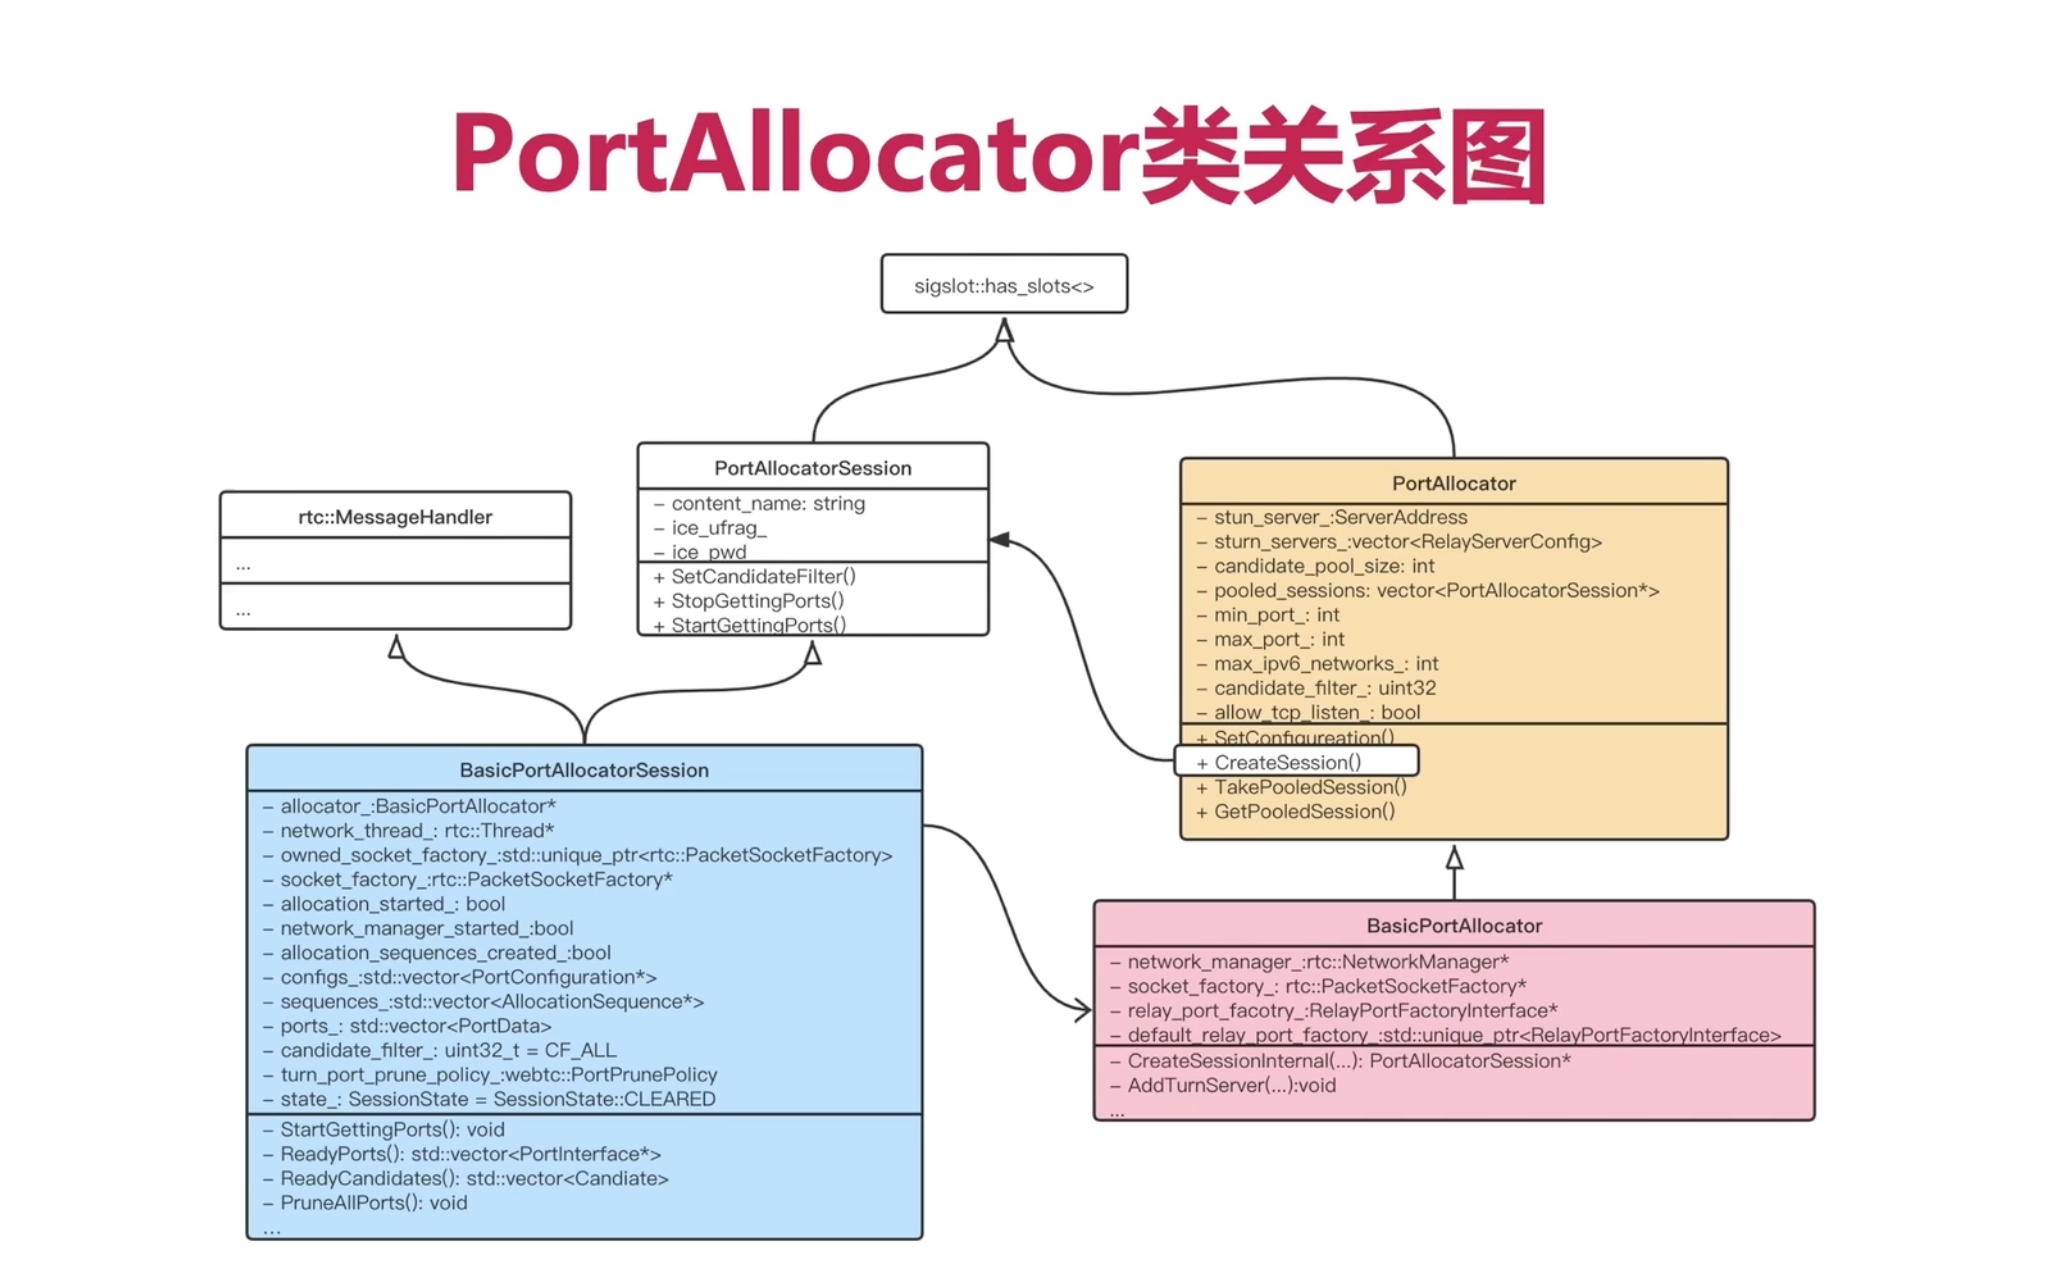 PortAllocator类关系图
sigslot::has_slots<>
PortAllocatorSession
– content_name: string
– ice_ufrag_
– ice_pwd
+ SetCandidateFilter()
+ StopGettingPorts()
+ StartGettingPorts()
PortAllocator
– stun_server_:ServerAddress
– sturn_servers_:vector<RelayServerConfig>
– candidate_pool_size: int
– pooled_sessions: vector<PortAllocatorSession*>
– min_port_: int
– max_port_: int
– max_ipv6_networks_: int
– candidate_filter_: uint32
– allow_tcp_listen_: bool
+ SetConfigureation()
+ CreateSession()
+ TakePooledSession()
+ GetPooledSession()
rtc::MessageHandler
...
...
BasicPortAllocatorSession
– allocator_:BasicPortAllocator*
– network_thread_: rtc::Thread*
– owned_socket_factory_:std::unique_ptr<rtc::PacketSocketFactory>
– socket_factory_:rtc::PacketSocketFactory*
– allocation_started_: bool
– network_manager_started_:bool
– allocation_sequences_created_:bool
– configs_:std::vector<PortConfiguration*>
– sequences_:std::vector<AllocationSequence*>
– ports_: std::vector<PortData>
– candidate_filter_: uint32_t = CF_ALL
– turn_port_prune_policy_:webtc::PortPrunePolicy
– state_: SessionState = SessionState::CLEARED
– StartGettingPorts(): void
– ReadyPorts(): std::vector<PortInterface*>
– ReadyCandidates(): std::vector<Candiate>
– PruneAllPorts(): void
...
BasicPortAllocator
– network_manager_:rtc::NetworkManager*
– socket_factory_: rtc::PacketSocketFactory*
– relay_port_facotry_:RelayPortFactoryInterface*
– default_relay_port_factory_:std::unique_ptr<RelayPortFactoryInterface>
– CreateSessionInternal(...): PortAllocatorSession*
– AddTurnServer(...):void
...